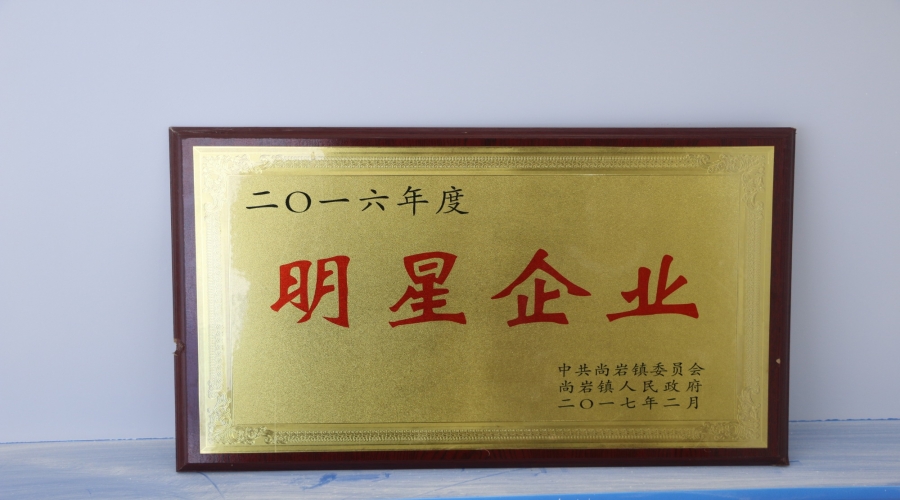 二〇一六年度
明星企业
中共尚岩镇委员会
尚岩镇人民政府
二〇一七年二月